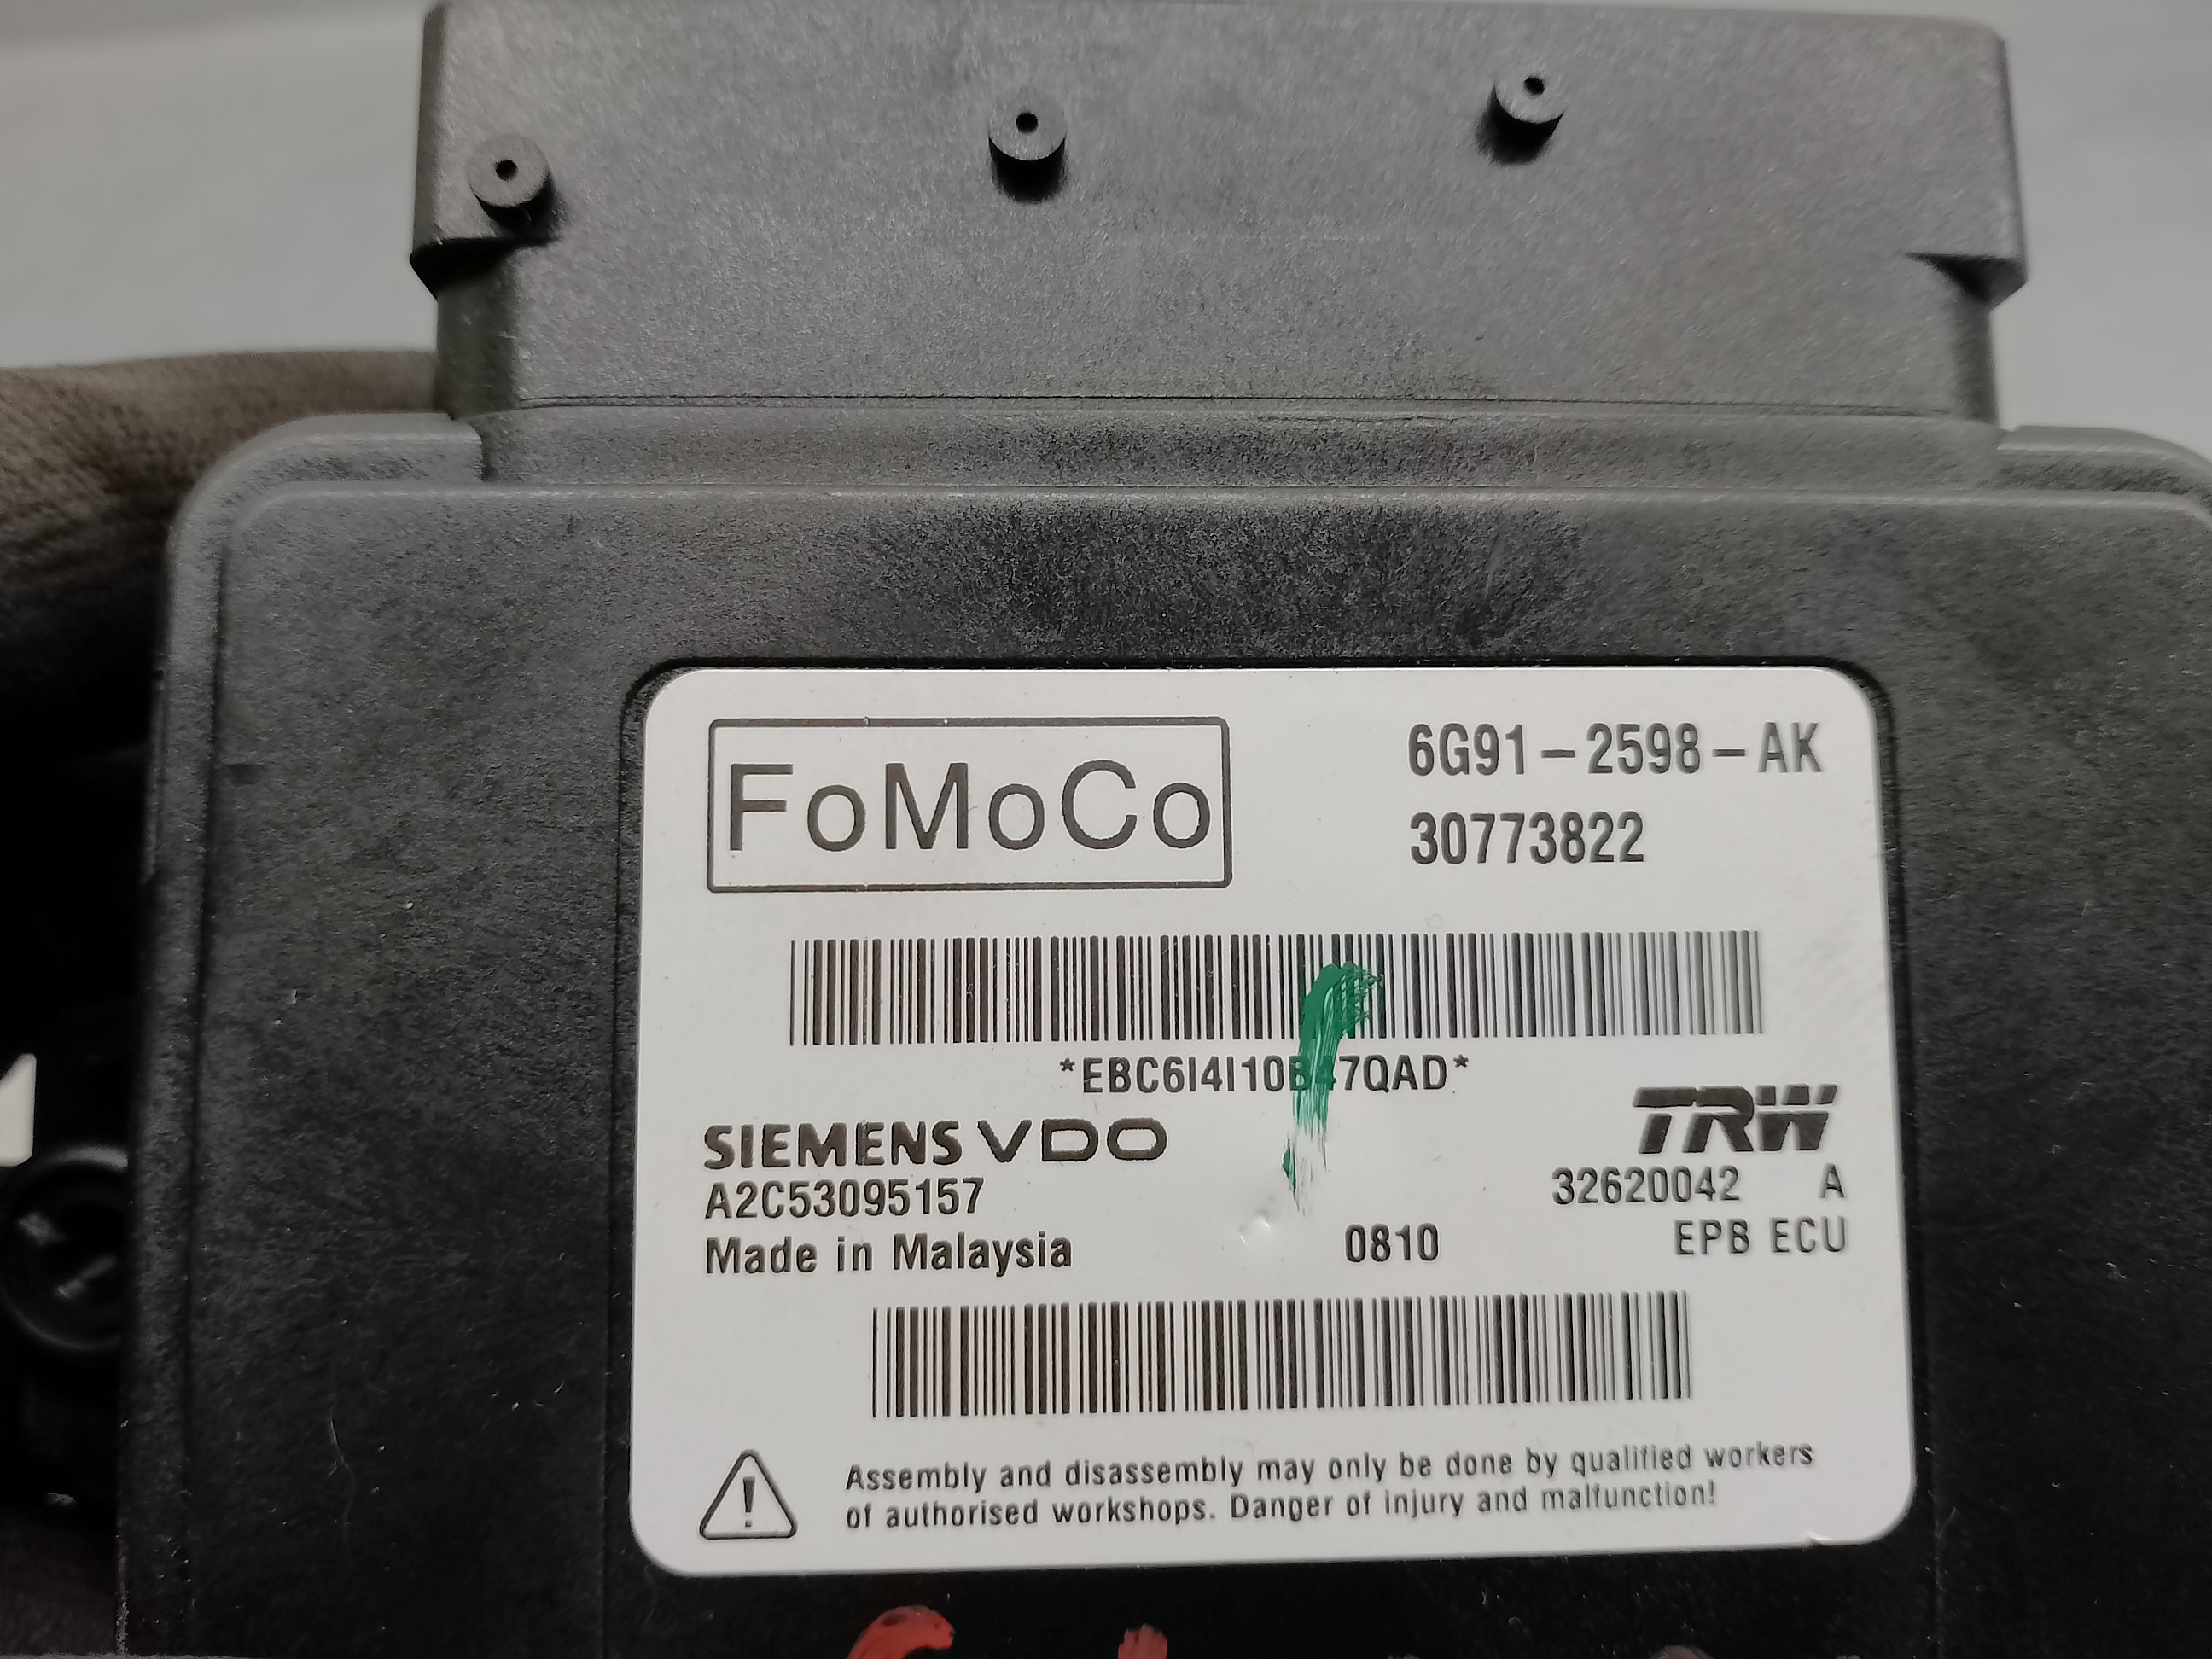 FoMoCo
6G91-2598-AK
30773822
SIEMENS VDO
A2C53095157
Made in Malaysia
TRW
32620042 A
0810
EPB ECU
Assembly and disassembly may only be done by qualified workers
of authorised workshops. Danger of injury and malfunction!